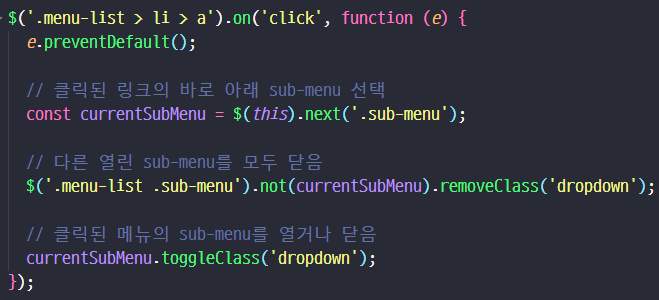 $('.menu-list > li > a').on('click', function (e) {
e.preventDefault();
// 클릭된 링크의 바로 아래 sub-menu 선택
const currentSubMenu = $(this).next('.sub-menu');
// 다른 열린 sub-menu를 모두 닫음
$('.menu-list .sub-menu').not(currentSubMenu).removeClass('dropdown');
// 클릭된 메뉴의 sub-menu를 열거나 닫음
currentSubMenu.toggleClass('dropdown');
});